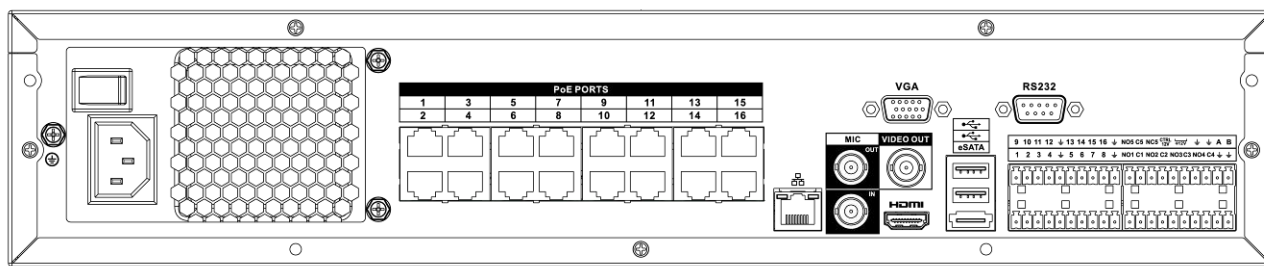 PoE PORTS
1 3 5 7 9 11 13 15
2 4 6 8 10 12 14 16
VGA
RS232
MIC
OUT
IN
VIDEO OUT
HDMI
eSATA
9 10 11 12 ⏚ 13 14 15 16 ⏚ NO5 C5 NC5 CTRL 12V ⏚ ⏚ A B
1 2 3 4 ⏚ 5 6 7 8 ⏚ NO1 C1 NO2 C2 NO3 C3 NO4 C4 ⏚ ⏚